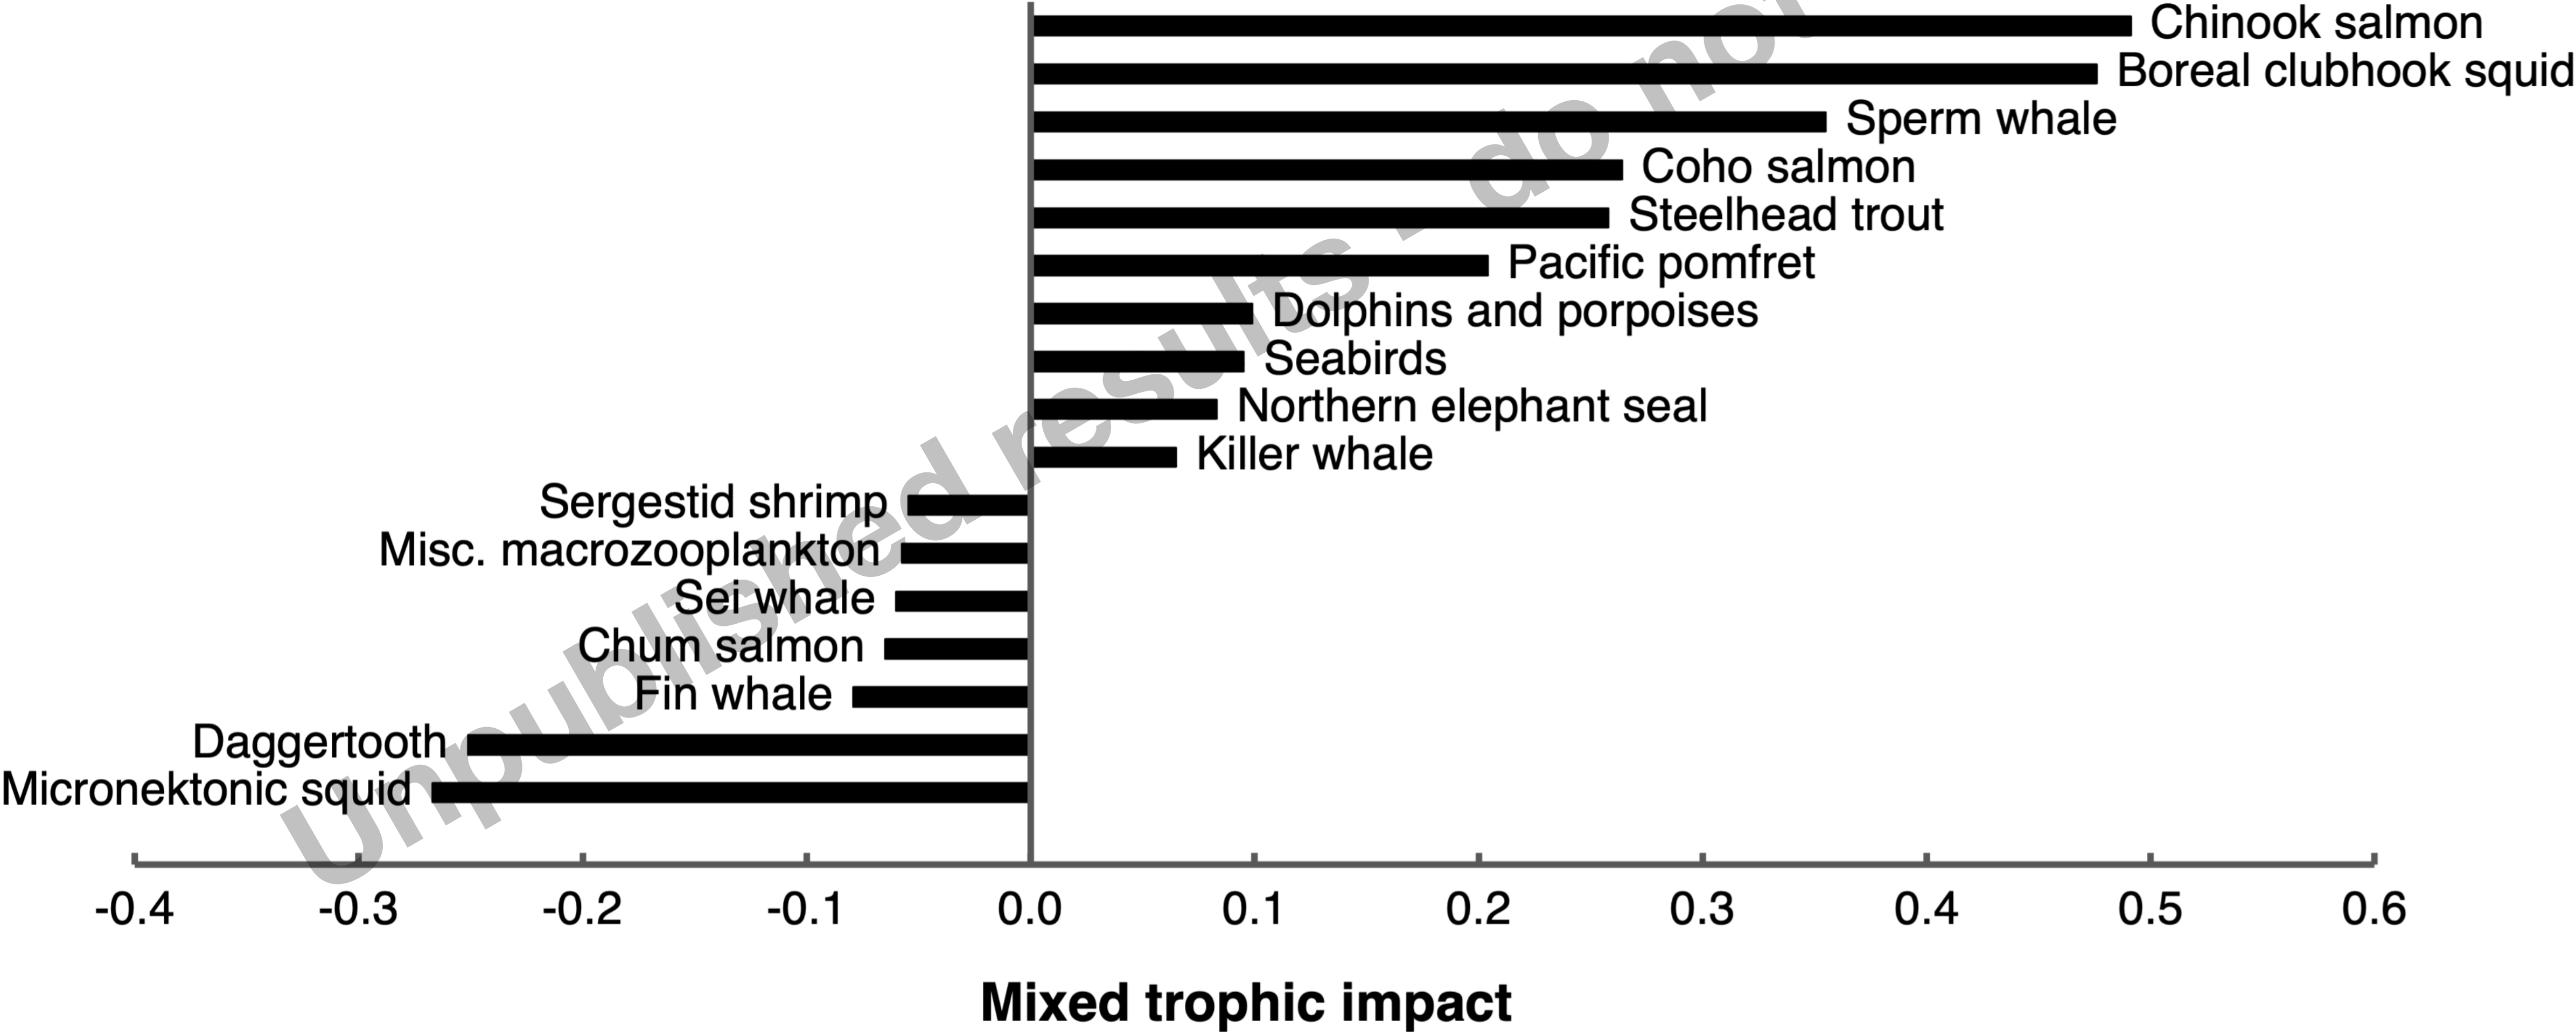 Chinook salmon
Boreal clubhook squid
Sperm whale
Coho salmon
Steelhead trout
Pacific pomfret
Dolphins and porpoises
Seabirds
Northern elephant seal
Killer whale
Sergestid shrimp
Misc. macrozooplankton
Sei whale
Chum salmon
Fin whale
Daggertooth
Micronektonic squid
-0.4 -0.3 -0.2 -0.1 0.0 0.1 0.2 0.3 0.4 0.5 0.6
Mixed trophic impact
Unpublished results - do not